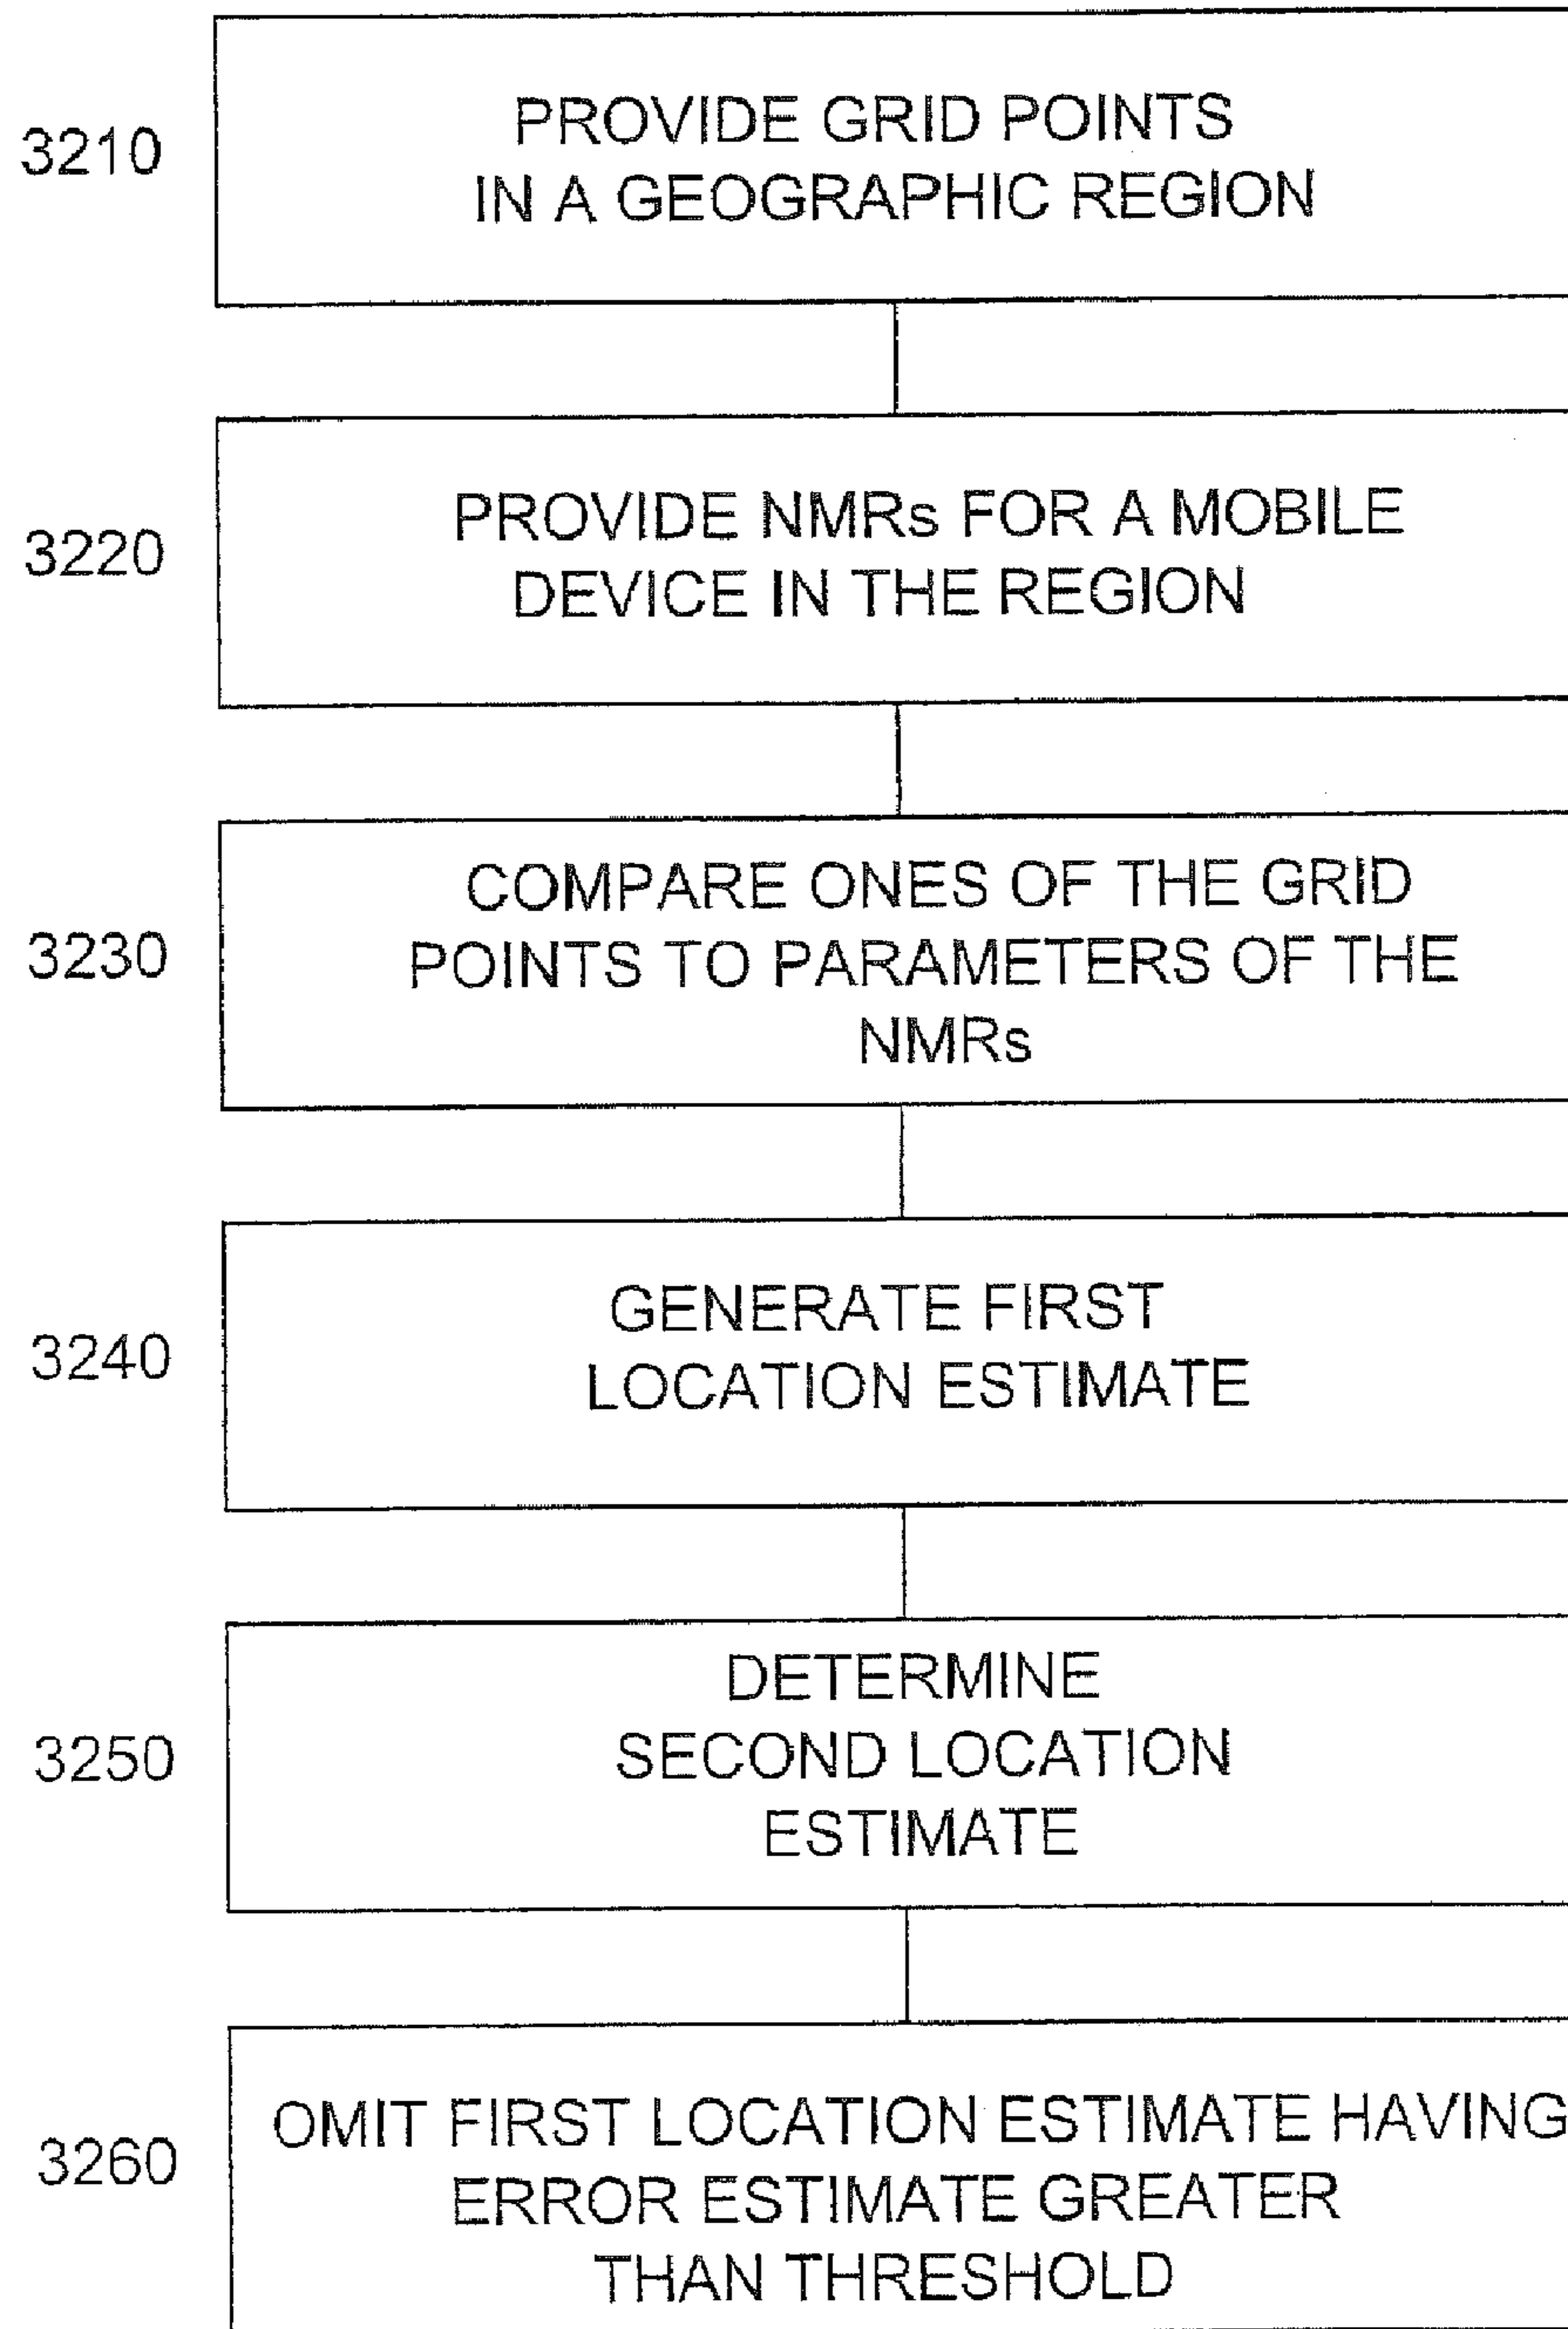 3210
PROVIDE GRID POINTS
IN A GEOGRAPHIC REGION
3220
PROVIDE NMRs FOR A MOBILE
DEVICE IN THE REGION
3230
COMPARE ONES OF THE GRID
POINTS TO PARAMETERS OF THE
NMRs
3240
GENERATE FIRST
LOCATION ESTIMATE
3250
DETERMINE
SECOND LOCATION
ESTIMATE
3260
OMIT FIRST LOCATION ESTIMATE HAVING
ERROR ESTIMATE GREATER
THAN THRESHOLD